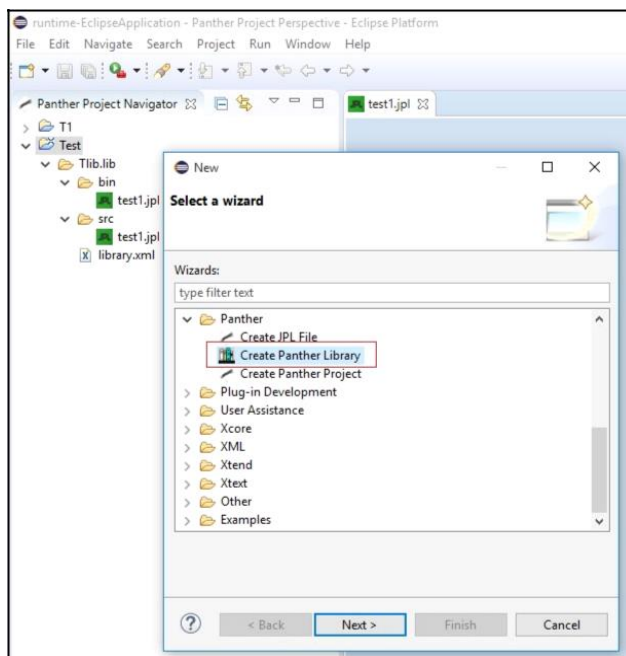 runtime-EclipseApplication - Panther Project Perspective - Eclipse Platform
File Edit Navigate Search Project Run Window Help
Panther Project Navigator
test1.jpl
T1
Test
Tlib.lib
bin
test1.jpl
src
test1.jpl
library.xml
New
Select a wizard
Wizards:
type filter text
Panther
Create JPL File
Create Panther Library
Create Panther Project
Plug-in Development
User Assistance
Xcore
XML
Xtend
Xtext
Other
Examples
< Back Next > Finish Cancel